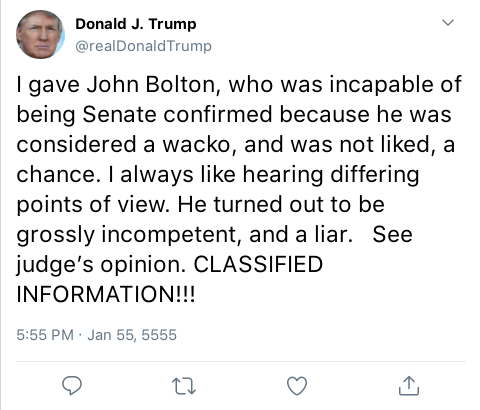 Donald J. Trump
@realDonaldTrump
I gave John Bolton, who was incapable of
being Senate confirmed because he was
considered a wacko, and was not liked, a
chance. I always like hearing differing
points of view. He turned out to be
grossly incompetent, and a liar.   See
judge’s opinion. CLASSIFIED
INFORMATION!!!
5:55 PM · Jan 55, 5555